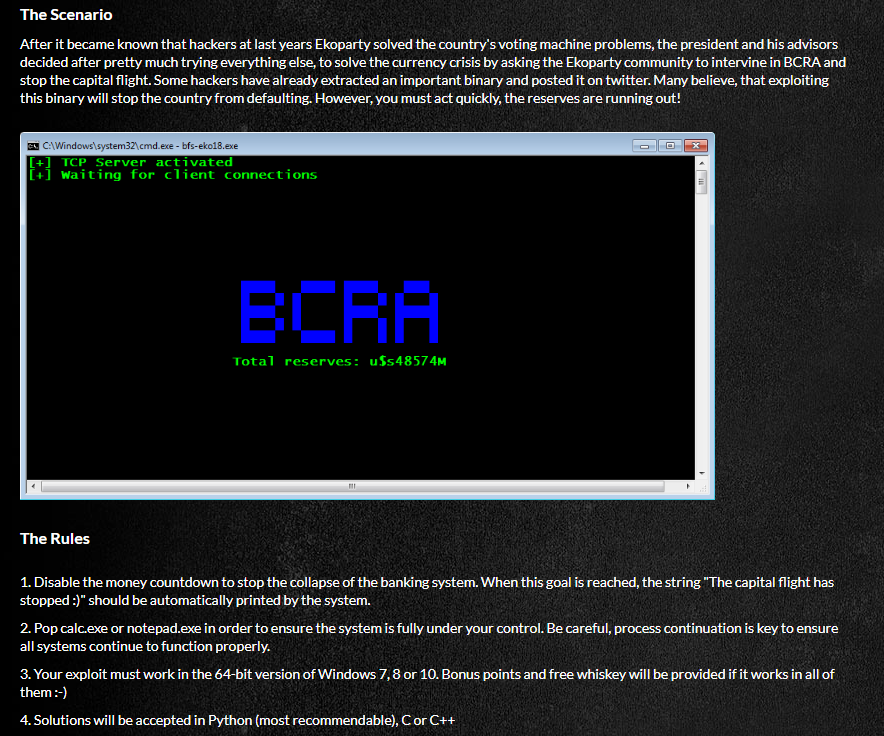 The Scenario
After it became known that hackers at last years Ekoparty solved the country's voting machine problems, the president and his advisors
decided after pretty much trying everything else, to solve the currency crisis by asking the Ekoparty community to intervine in BCRA and
stop the capital flight. Some hackers have already extracted an important binary and posted it on twitter. Many believe, that exploiting
this binary will stop the country from defaulting. However, you must act quickly, the reserves are running out!
C:\Windows\system32\cmd.exe - bfs-eko18.exe
[+] TCP Server activated
[+] Waiting for client connections
BCRA
Total reserves: u$s48574M
The Rules
1. Disable the money countdown to stop the collapse of the banking system. When this goal is reached, the string "The capital flight has
stopped :)" should be automatically printed by the system.
2. Pop calc.exe or notepad.exe in order to ensure the system is fully under your control. Be careful, process continuation is key to ensure
all systems continue to function properly.
3. Your exploit must work in the 64-bit version of Windows 7, 8 or 10. Bonus points and free whiskey will be provided if it works in all of
them :-)
4. Solutions will be accepted in Python (most recommendable), C or C++